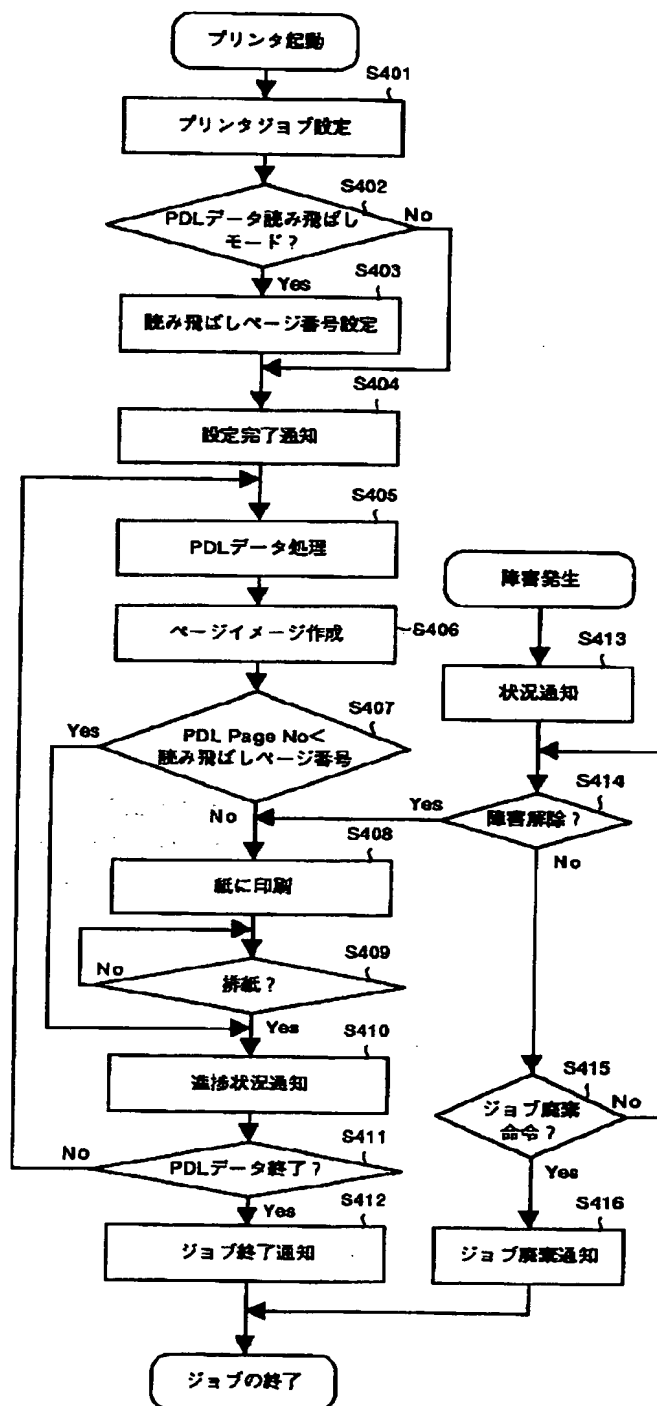 プリンタ起動
S401
プリンタジョブ設定
S402
PDLデータ読み飛ばし
モード？
No
Yes
S403
読み飛ばしページ番号設定
S404
設定完了通知
S405
PDLデータ処理
ページイメージ作成
S406
S407
PDL Page No<
読み飛ばしページ番号
Yes
No
S408
紙に印刷
S409
排紙？
No
Yes
S410
進捗状況通知
S411
PDLデータ終了？
No
Yes
S412
ジョブ終了通知
ジョブの終了
障害発生
S413
状況通知
S414
障害解除？
Yes
No
S415
ジョブ廃棄
命令？
No
Yes
S416
ジョブ廃棄通知